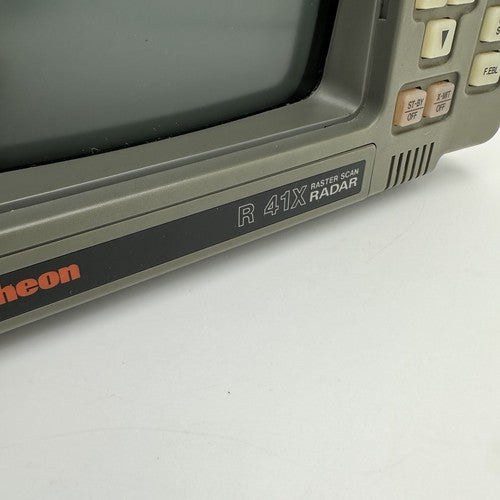 S
F.EBL
ST-BY
OFF
X-MIT
OFF
R 41X RASTER SCAN
RADAR
heon